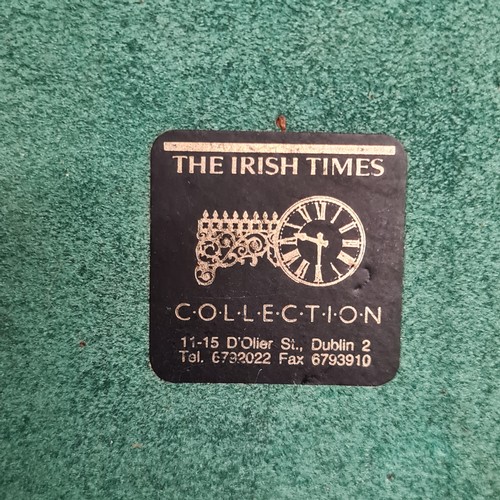 THE IRISH TIMES
C·O·L·L·E·C·T·I·O·N
11-15 D'Olier St., Dublin 2
Tel. 6792022 Fax 6793910